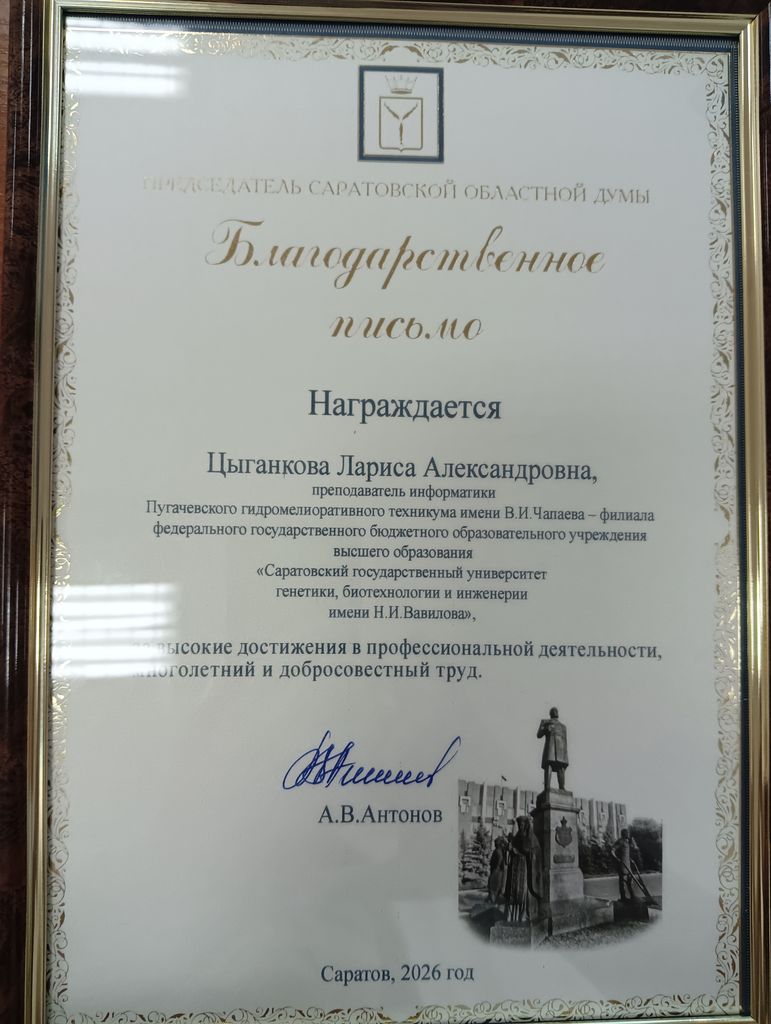 ПРЕДСЕДАТЕЛЬ САРАТОВСКОЙ ОБЛАСТНОЙ ДУМЫ
Благодарственное
письмо
Награждается
Цыганкова Лариса Александровна,
преподаватель информатики
Пугачевского гидромелиоративного техникума имени В.И.Чапаева – филиала
федерального государственного бюджетного образовательного учреждения
высшего образования
«Саратовский государственный университет
генетики, биотехнологии и инженерии
имени Н.И.Вавилова»,
за высокие достижения в профессиональной деятельности,
многолетний и добросовестный труд.
А.В.Антонов
Саратов, 2026 год